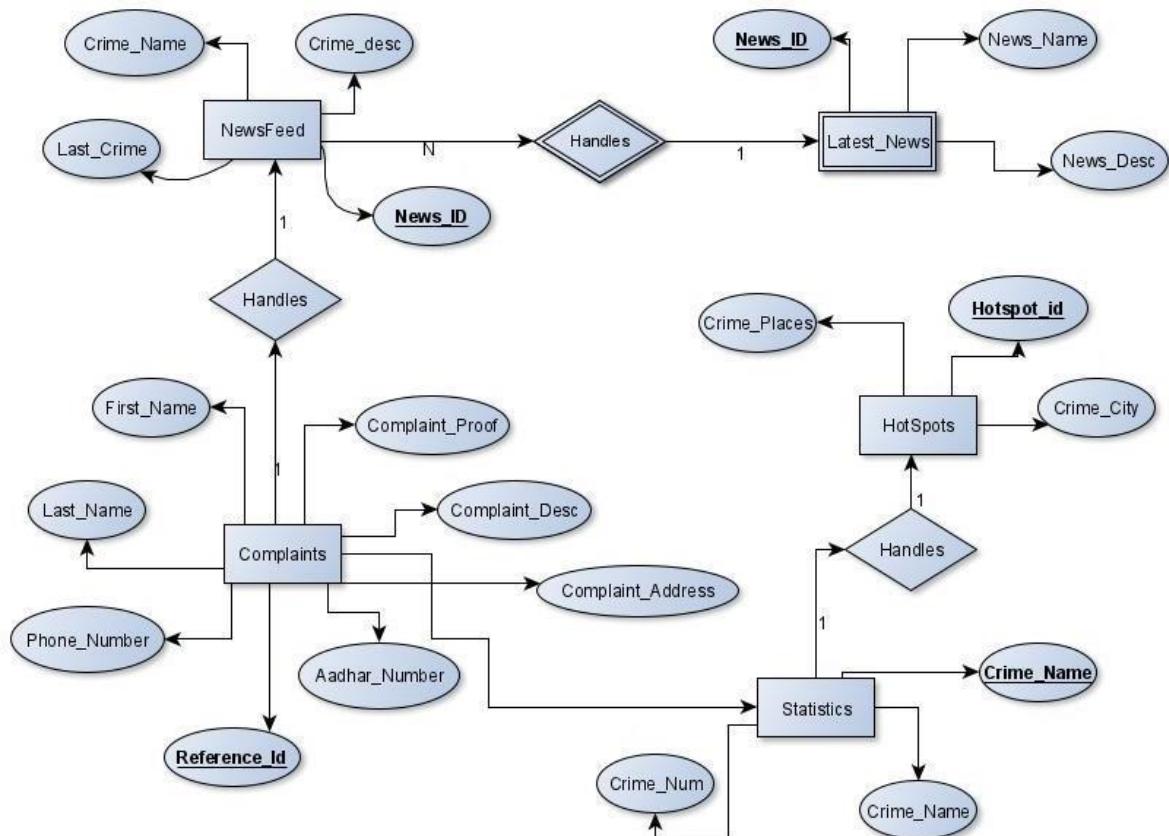 Crime_Name
Crime_desc
News_ID
News_Name
NewsFeed
N
Handles
1
Latest_News
Last_Crime
News_Desc
News_ID
1
Handles
Hotspot_id
Crime_Places
First_Name
Complaint_Proof
HotSpots
Crime_City
1
Last_Name
Complaint_Desc
1
Complaints
Handles
Complaint_Address
Phone_Number
1
Aadhar_Number
Crime_Name
Statistics
Reference_Id
Crime_Num
Crime_Name